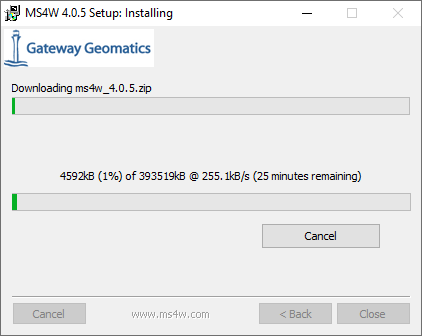 MS4W 4.0.5 Setup: Installing
Gateway Geomatics
Downloading ms4w_4.0.5.zip
4592kB (1%) of 393519kB @ 255.1kB/s (25 minutes remaining)
Cancel
Cancel www.ms4w.com < Back Close